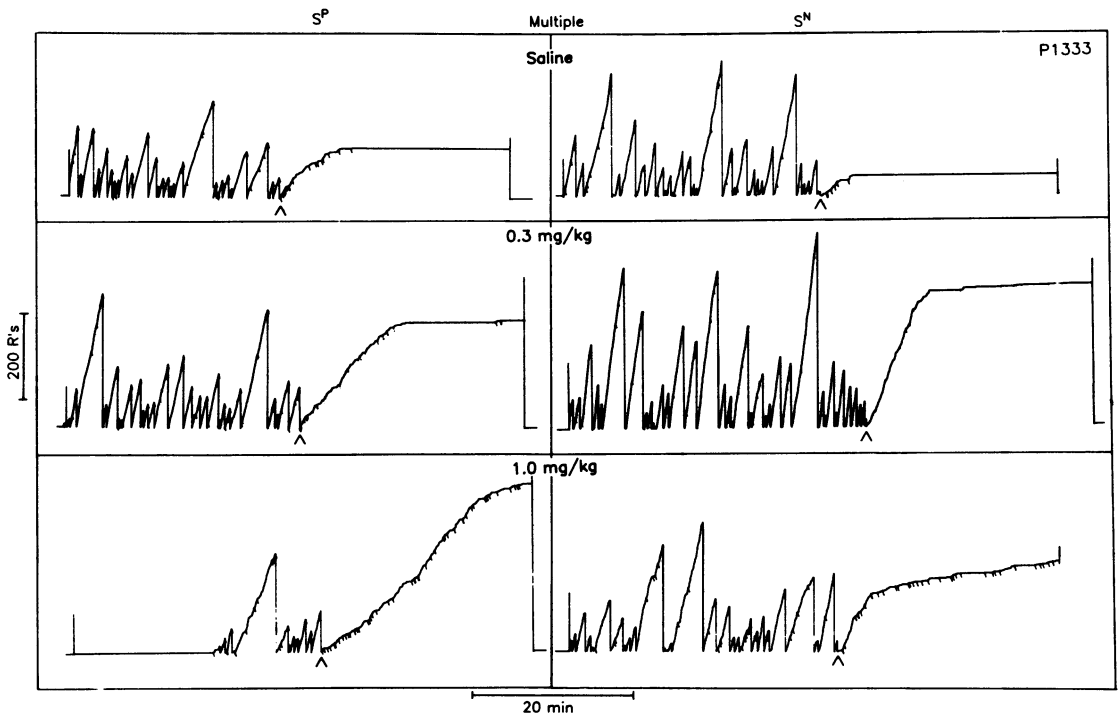 S^P
Multiple
S^N
Saline
P1333
0.3 mg/kg
200 R's
1.0 mg/kg
20 min